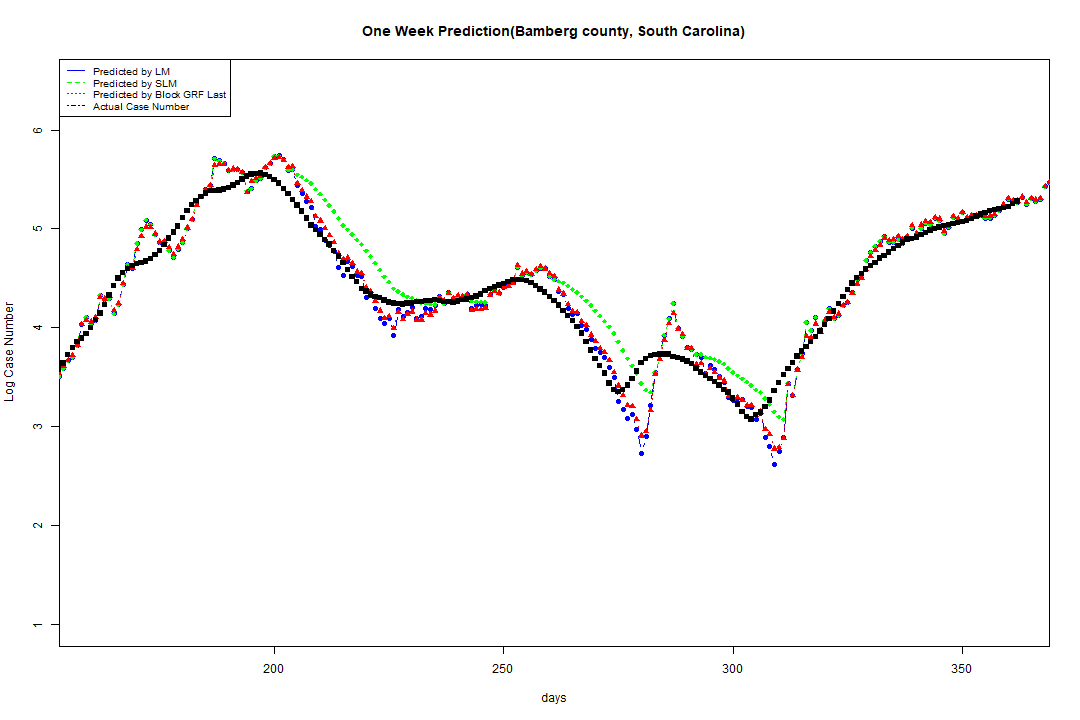 One Week Prediction(Bamberg county, South Carolina)
Predicted by LM
Predicted by SLM
Predicted by Block GRF Last
Actual Case Number
6
5
4
3
2
1
Log Case Number
200 250 300 350
days